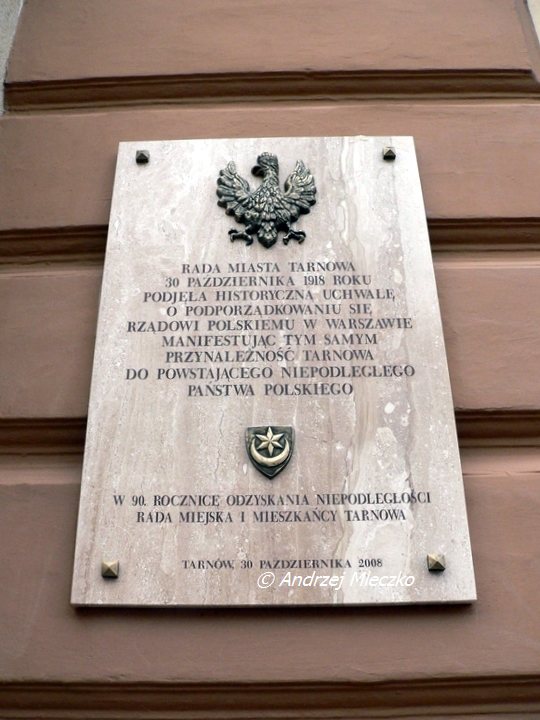 RADA MIASTA TARNOWA
30 PAŹDZIERNIKA 1918 ROKU
PODJĘŁA HISTORYCZNĄ UCHWAŁĘ
O PODPORZĄDKOWANIU SIĘ
RZĄDOWI POLSKIEMU W WARSZAWIE
MANIFESTUJĄC TYM SAMYM
PRZYNALEŻNOŚĆ TARNOWA
DO POWSTAJĄCEGO NIEPODLEGŁEGO
PAŃSTWA POLSKIEGO
W 90. ROCZNICĘ ODZYSKANIA NIEPODLEGŁOŚCI
RADA MIEJSKA I MIESZKAŃCY TARNOWA
TARNÓW, 30 PAŹDZIERNIKA 2008
© Andrzej Mleczko